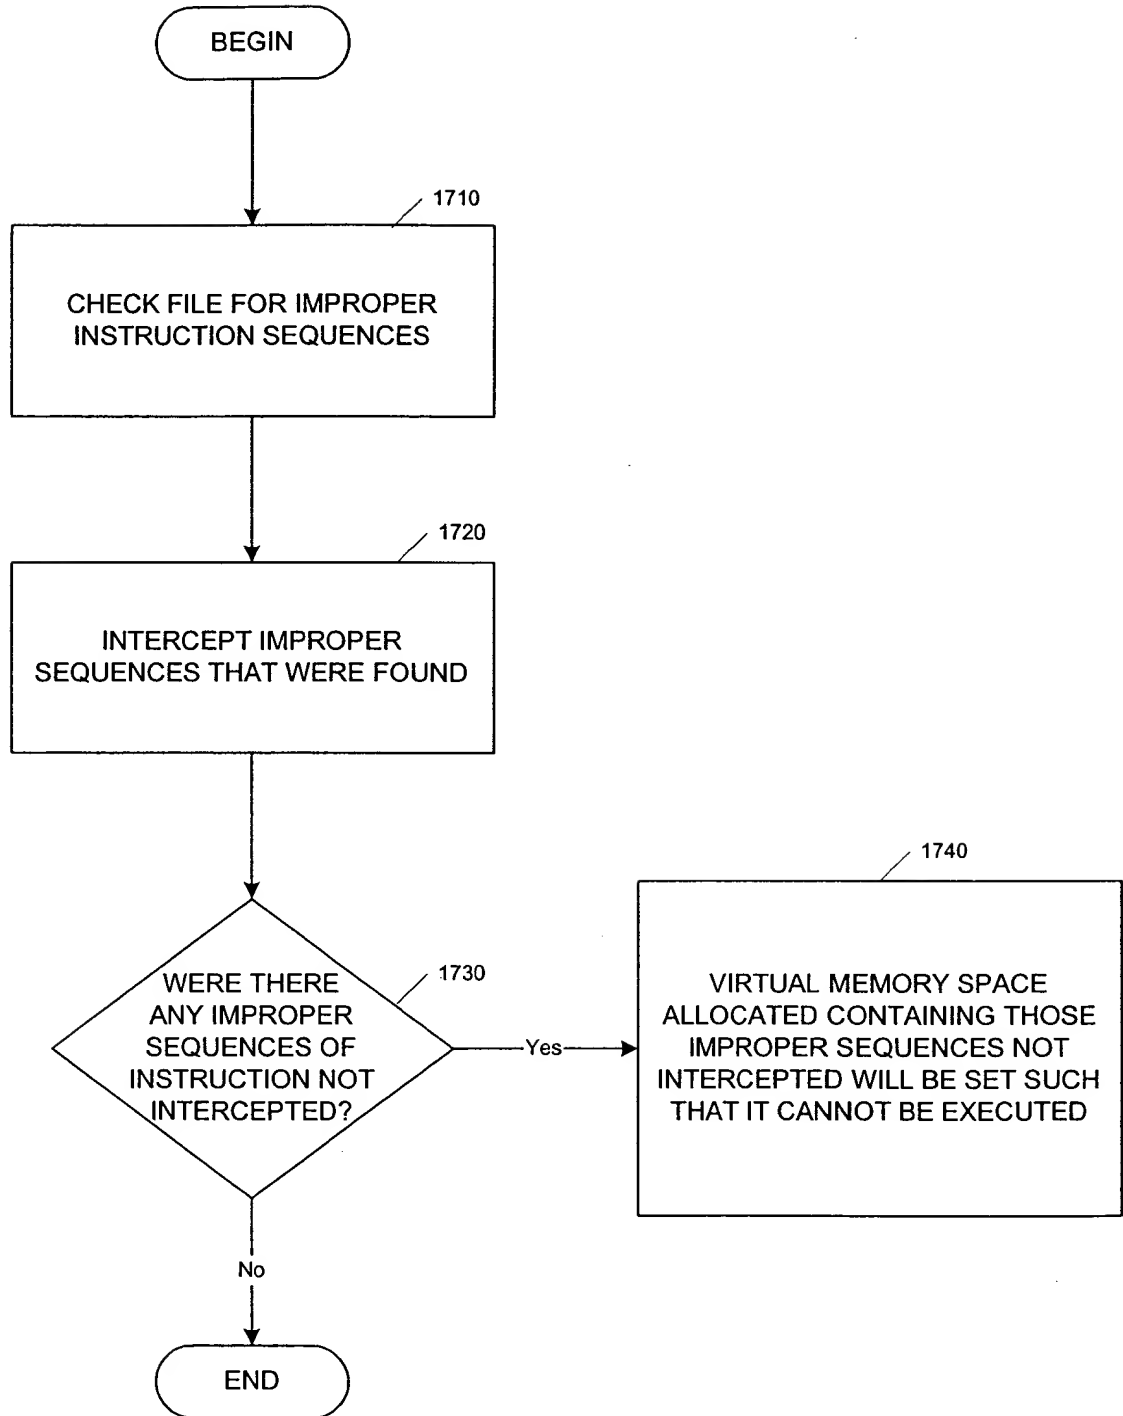 BEGIN
1710
CHECK FILE FOR IMPROPER
INSTRUCTION SEQUENCES
1720
INTERCEPT IMPROPER
SEQUENCES THAT WERE FOUND
1730
WERE THERE
ANY IMPROPER
SEQUENCES OF
INSTRUCTION NOT
INTERCEPTED?
Yes
1740
VIRTUAL MEMORY SPACE
ALLOCATED CONTAINING THOSE
IMPROPER SEQUENCES NOT
INTERCEPTED WILL BE SET SUCH
THAT IT CANNOT BE EXECUTED
No
END